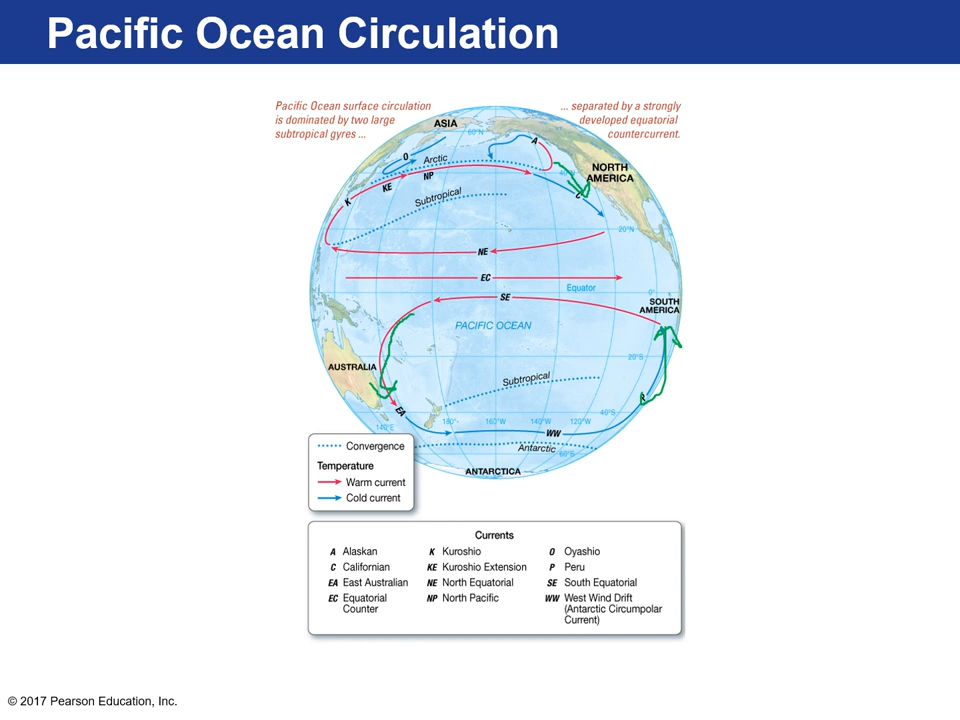 Pacific Ocean Circulation
Pacific Ocean surface circulation
is dominated by two large
subtropical gyres ...
... separated by a strongly
developed equatorial
countercurrent.
ASIA
60°N
A
O
Arctic
NORTH
AMERICA
40°N
NP
KE
Subtropical
K
C
20°N
NE
EC
Equator
0°
SE
SOUTH
AMERICA
PACIFIC OCEAN
20°S
AUSTRALIA
Subtropical
P
EA
40°S
140°E
180°
160°W
140°W
120°W
WW
Antarctic
60°S
ANTARCTICA
Convergence
Temperature
Warm current
Cold current
Currents
A Alaskan
C Californian
EA East Australian
EC Equatorial
Counter
K Kuroshio
KE Kuroshio Extension
NE North Equatorial
NP North Pacific
O Oyashio
P Peru
SE South Equatorial
WW West Wind Drift
(Antarctic Circumpolar
Current)
© 2017 Pearson Education, Inc.